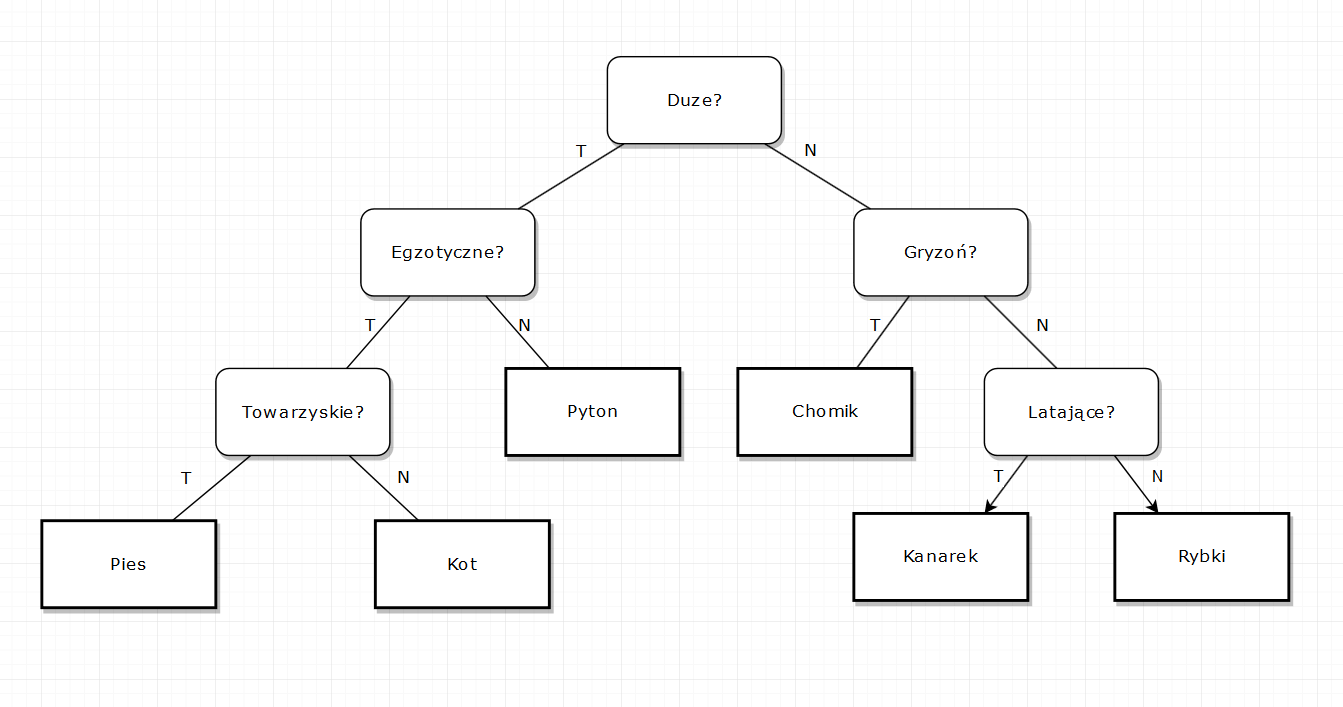 Duze?
T
N
Egzotyczne?
Gryzoń?
T
N
T
N
Towarzyskie?
Pyton
Chomik
Latające?
T
N
T
N
Pies
Kot
Kanarek
Rybki